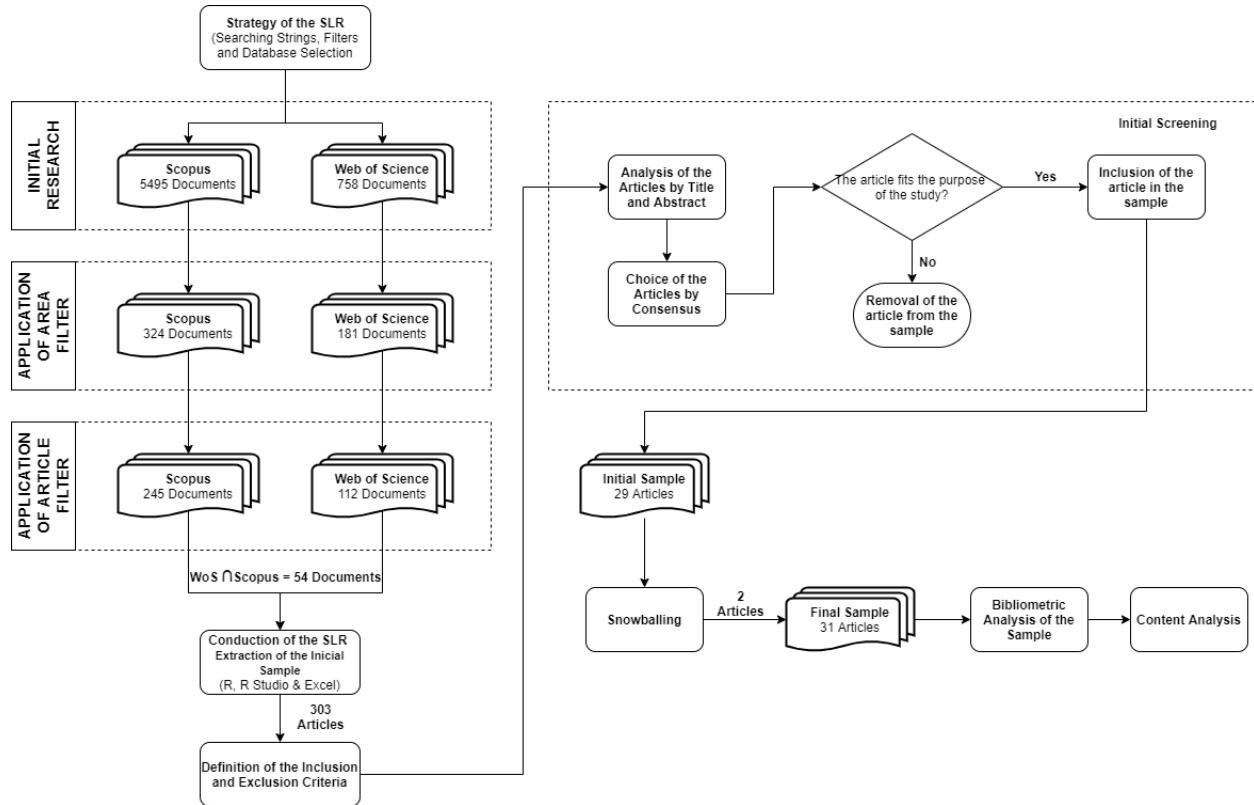 Strategy of the SLR
(Searching Strings, Filters
and Database Selection
INITIAL
RESEARCH
Scopus
5495 Documents
Web of Science
758 Documents
APPLICATION
OF AREA
FILTER
Scopus
324 Documents
Web of Science
181 Documents
APPLICATION
OF ARTICLE
FILTER
Scopus
245 Documents
Web of Science
112 Documents
WoS ⋂Scopus = 54 Documents
Conduction of the SLR
Extraction of the Inicial
Sample
(R, R Studio & Excel)
303
Articles
Definition of the Inclusion
and Exclusion Criteria
Initial Screening
Analysis of the
Articles by Title
and Abstract
Choice of the
Articles by
Consensus
The article fits the purpose
of the study?
Yes
Inclusion of the
article in the
sample
No
Removal of the
article from the
sample
Initial Sample
29 Articles
Snowballing
2
Articles
Final Sample
31 Articles
Bibliometric
Analysis of the
Sample
Content Analysis